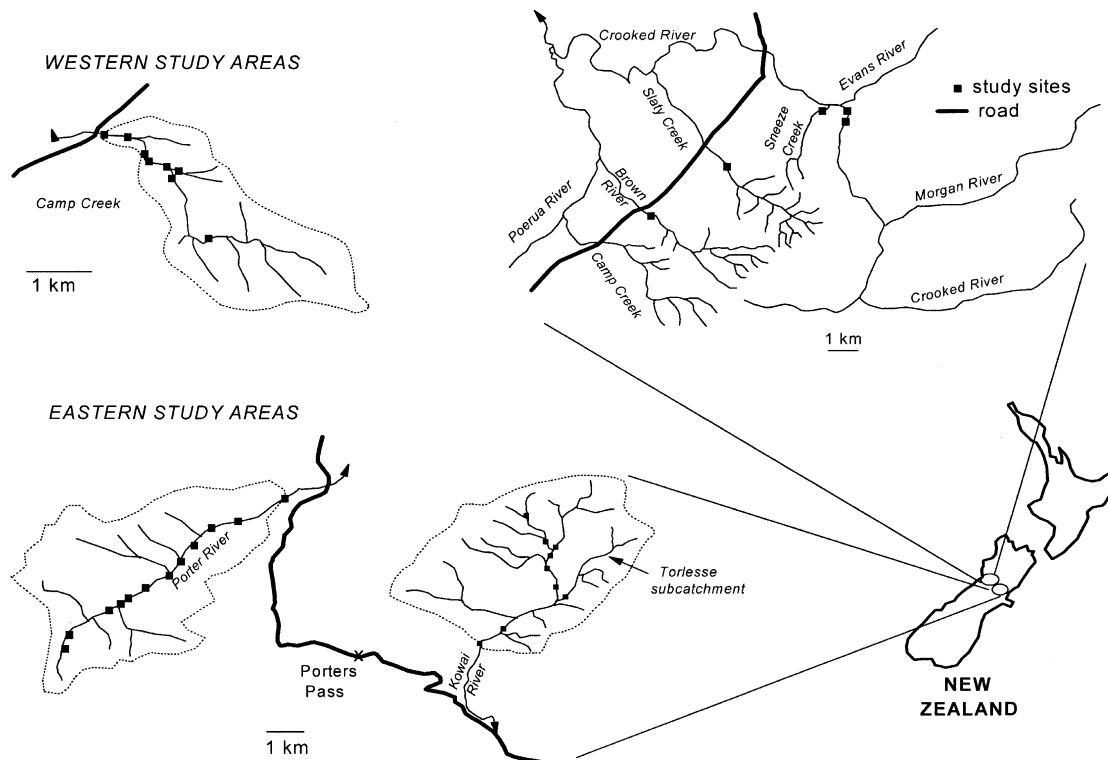 WESTERN STUDY AREAS
Camp Creek
1 km
Crooked River
Evans River
study sites
road
Slaty Creek
Sneeze
Creek
Brown
River
Poerua River
Morgan River
Camp
Creek
Crooked River
1 km
EASTERN STUDY AREAS
Porter River
Torlesse
subcatchment
Porters
Pass
Kowai
River
1 km
NEW
ZEALAND